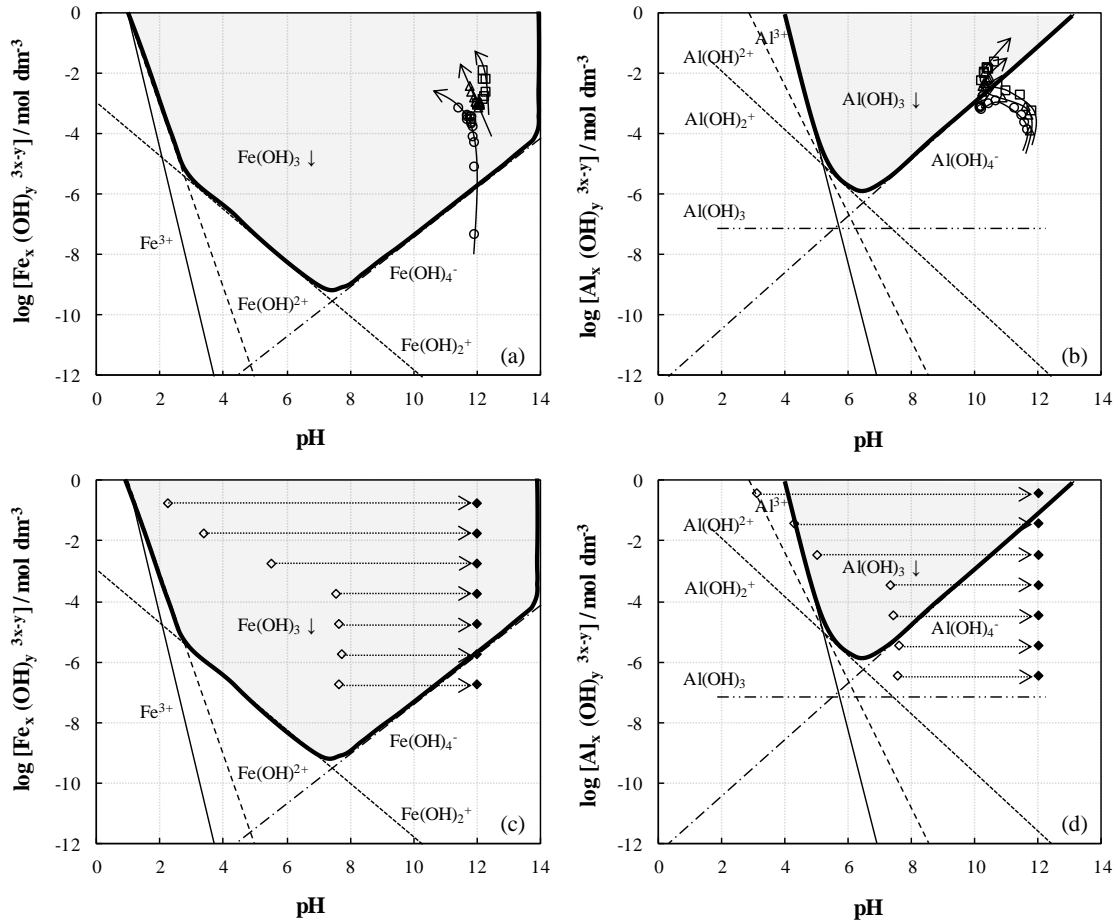 log [Fex (OH)y 3x-y] / mol dm-3
0
-2
-4
-6
-8
-10
-12
Fe(OH)3 ↓
Fe3+
Fe(OH)2+
Fe(OH)4-
Fe(OH)2+
(a)
0 2 4 6 8 10 12 14
pH
log [Alx (OH)y 3x-y] / mol dm-3
0
-2
-4
-6
-8
-10
-12
Al3+
Al(OH)2+
Al(OH)2+
Al(OH)3 ↓
Al(OH)4-
Al(OH)3
(b)
0 2 4 6 8 10 12 14
pH
log [Fex (OH)y 3x-y] / mol dm-3
0
-2
-4
-6
-8
-10
-12
Fe(OH)3 ↓
Fe3+
Fe(OH)4-
Fe(OH)2+
Fe(OH)2+
(c)
0 2 4 6 8 10 12 14
pH
log [Alx (OH)y 3x-y] / mol dm-3
0
-2
-4
-6
-8
-10
-12
Al3+
Al(OH)2+
Al(OH)3 ↓
Al(OH)2+
Al(OH)4-
Al(OH)3
(d)
0 2 4 6 8 10 12 14
pH